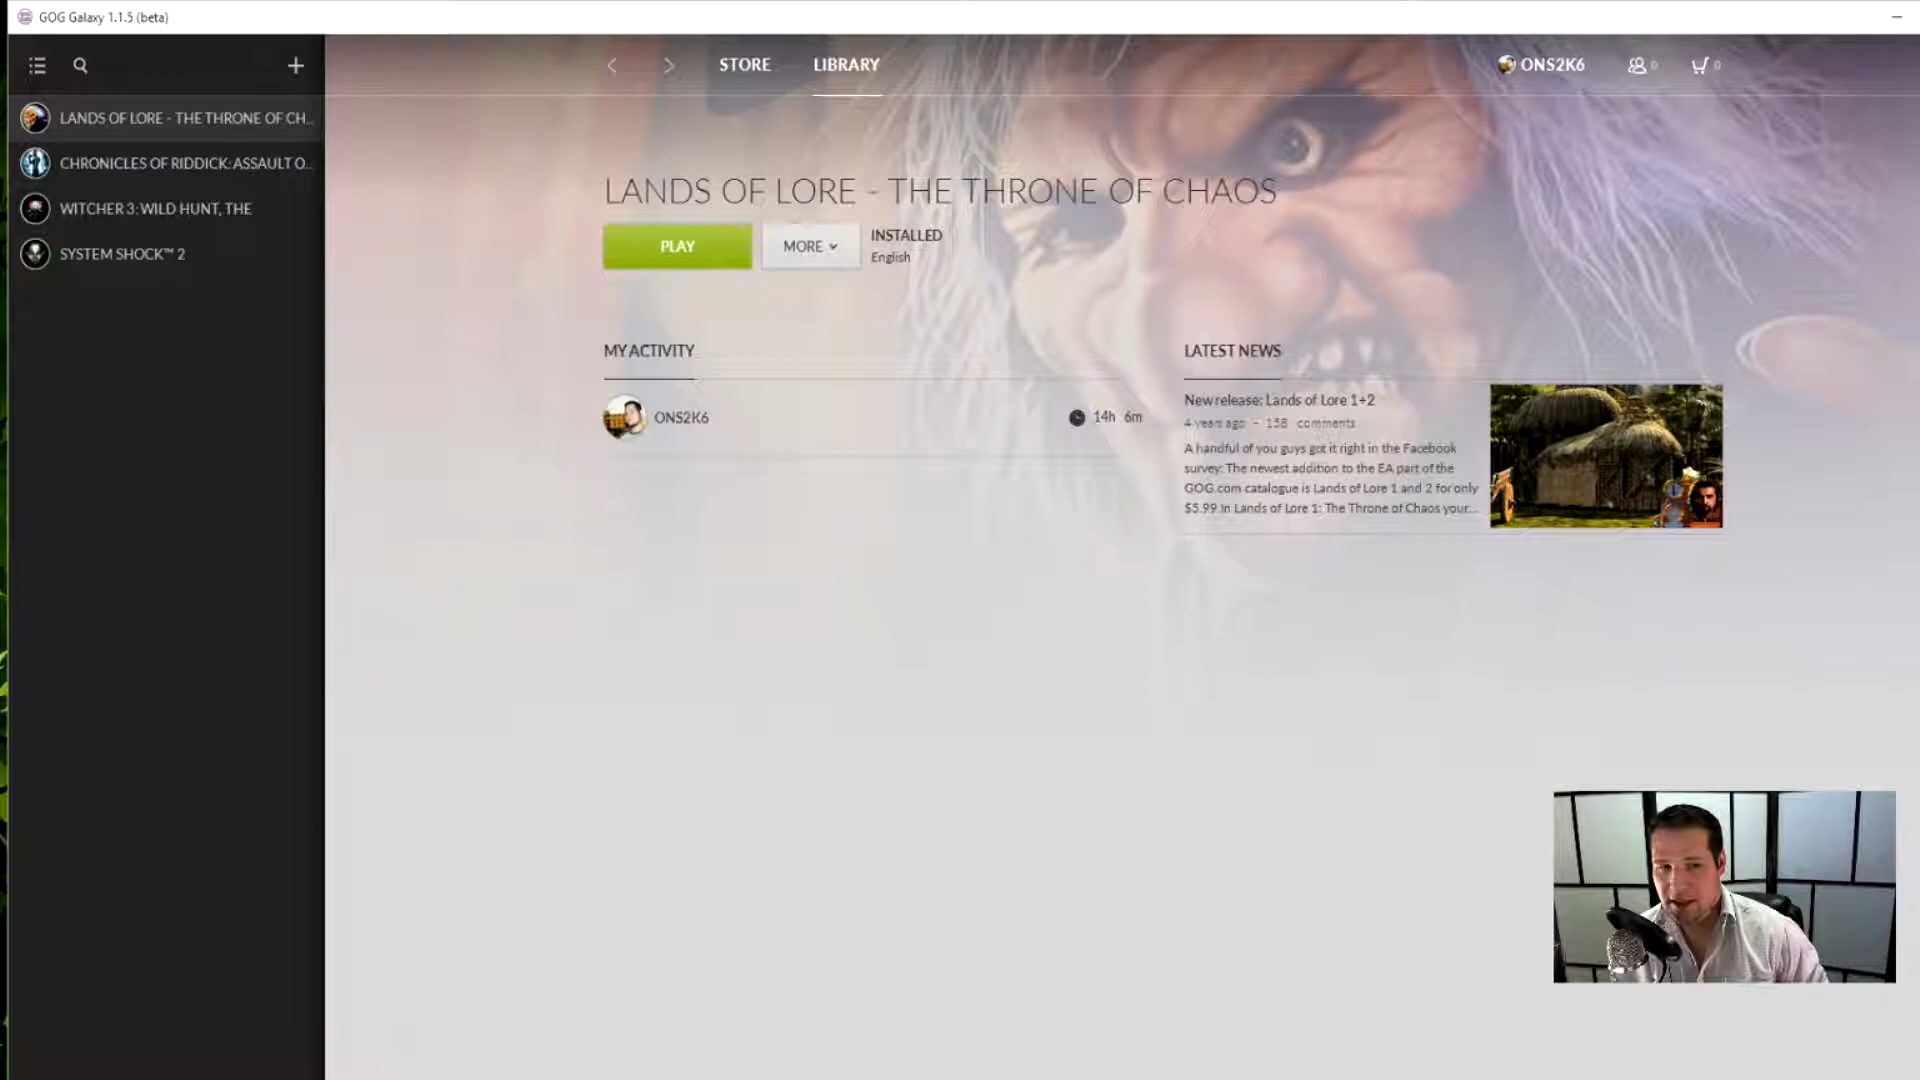 GOG Galaxy 1.1.5 (beta)
STORE
LIBRARY
ONS2K6
0
0
LANDS OF LORE - THE THRONE OF CH...
CHRONICLES OF RIDDICK: ASSAULT O...
WITCHER 3: WILD HUNT, THE
SYSTEM SHOCK™ 2
LANDS OF LORE - THE THRONE OF CHAOS
PLAY
MORE
INSTALLED
English
MY ACTIVITY
ONS2K6
14h 6m
LATEST NEWS
New release: Lands of Lore 1+2
4 years ago - 158 comments
A handful of you guys got it right in the Facebook
survey: The newest addition to the EA part of the
GOG.com catalogue is Lands of Lore 1 and 2 for only
$5.99.In Lands of Lore 1: The Throne of Chaos your...